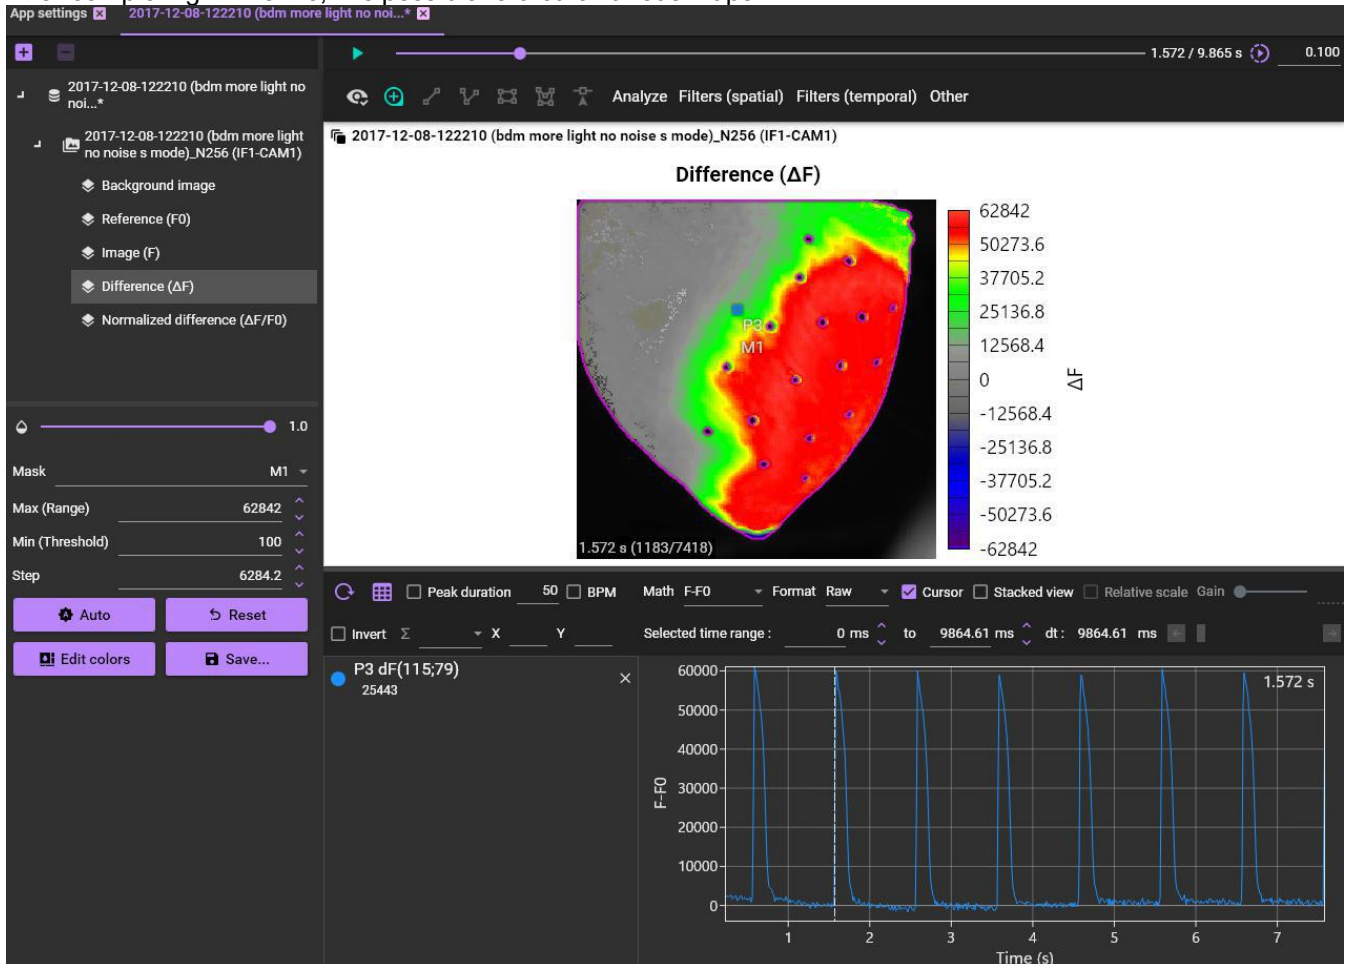 App settings
2017-12-08-122210 (bdm more light no noi...*
1.572 / 9.865 s
0.100
2017-12-08-122210 (bdm more light no
noi...*
2017-12-08-122210 (bdm more light
no noise s mode)_N256 (IF1-CAM1)
Background image
Reference (F0)
Image (F)
Difference (ΔF)
Normalized difference (ΔF/F0)
1.0
Mask M1
Max (Range) 62842
Min (Threshold) 100
Step 6284.2
Auto Reset
Edit colors Save...
Analyze Filters (spatial) Filters (temporal) Other
2017-12-08-122210 (bdm more light no noise s mode)_N256 (IF1-CAM1)
Difference (ΔF)
P3
M1
1.572 s (1183/7418)
62842
50273.6
37705.2
25136.8
12568.4
0
-12568.4
-25136.8
-37705.2
-50273.6
-62842
ΔF
Peak duration 50 BPM Math F-F0 Format Raw Cursor Stacked view Relative scale Gain
Invert Σ X Y Selected time range : 0 ms to 9864.61 ms dt: 9864.61 ms
P3 dF(115;79)
25443
1.572 s
60000
50000
40000
30000
20000
10000
0
F-F0
1 2 3 4 5 6 7
Time (s)